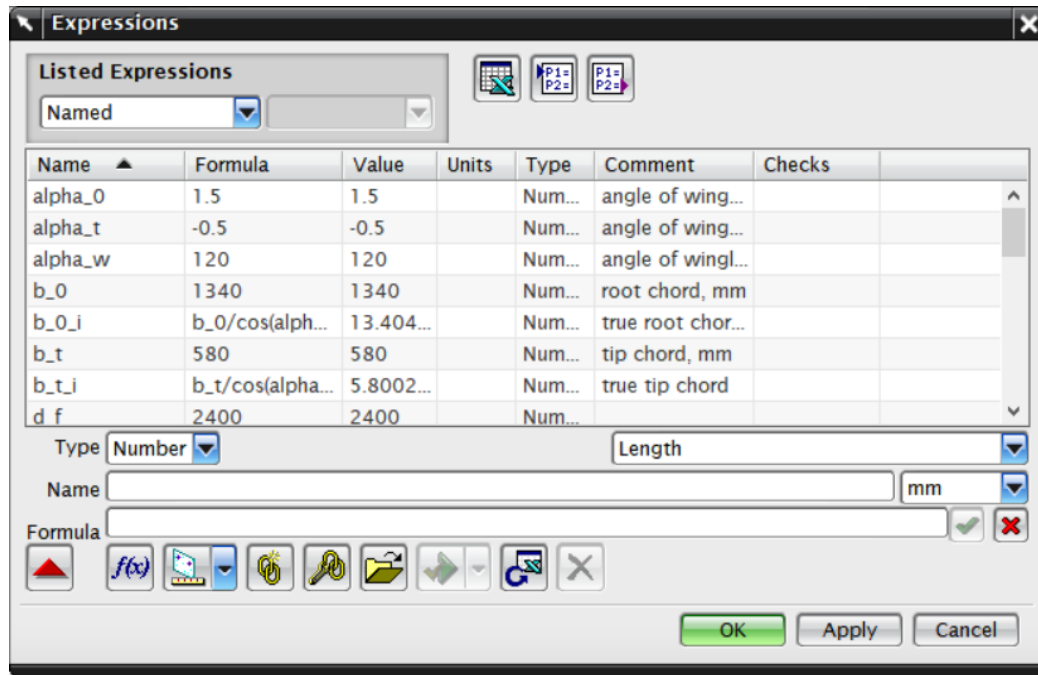 Expressions
Listed Expressions
Named
P1=
P2=
P1=
P2=
Name Formula Value Units Type Comment Checks
alpha_0 1.5 1.5 Num... angle of wing...
alpha_t -0.5 -0.5 Num... angle of wing...
alpha_w 120 120 Num... angle of wingl...
b_0 1340 1340 Num... root chord, mm
b_0_i b_0/cos(alph... 13.404... Num... true root chor...
b_t 580 580 Num... tip chord, mm
b_t_i b_t/cos(alpha... 5.8002... Num... true tip chord
d_f 2400 2400 Num...
Type Number Length
Name mm
Formula
f(x)
OK Apply Cancel